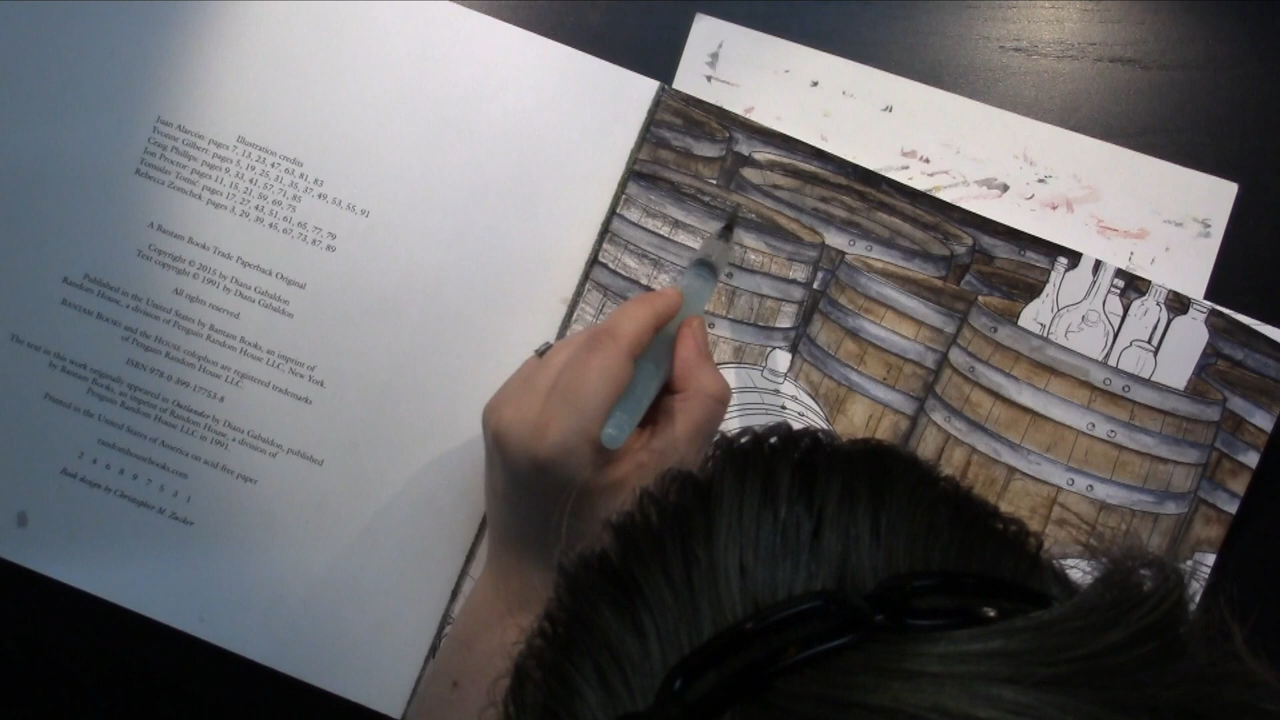 Illustration credits
Juan Alarcón: pages 7, 13, 23, 47, 63, 81, 83
Yvonne Gilbert: pages 5, 19, 25, 31, 35, 37, 49, 53, 55, 91
Craig Phillips: pages 9, 33, 41, 57, 71, 85
Jon Proctor: pages 11, 15, 21, 59, 69, 75
Tomislav Tomić: pages 17, 27, 43, 51, 61, 65, 77, 79
Rebecca Zomchek: pages 3, 29, 39, 45, 67, 73, 87, 89
A Bantam Books Trade Paperback Original
Copyright © 2015 by Diana Gabaldon
Text copyright © 1991 by Diana Gabaldon
All rights reserved.
Published in the United States by Bantam Books, an imprint of
Random House, a division of Penguin Random House LLC, New York.
BANTAM BOOKS and the HOUSE colophon are registered trademarks
of Penguin Random House LLC.
ISBN 978-0-399-17753-8
The text in this work originally appeared in Outlander by Diana Gabaldon, published
by Bantam Books, an imprint of Random House, a division of
Penguin Random House LLC in 1991.
Printed in the United States of America on acid-free paper
randomhousebooks.com
2 4 6 8 9 7 5 3 1
Book design by Christopher M. Zucker